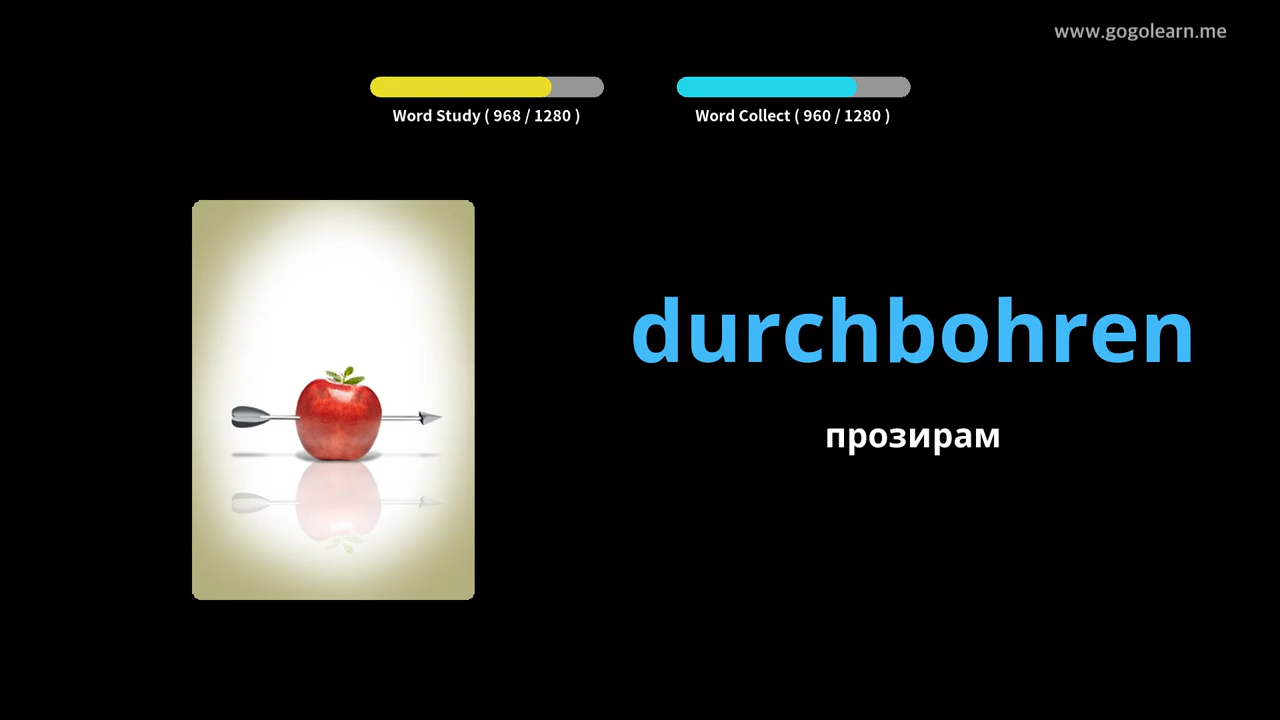 www.gogolearn.me
Word Study ( 968 / 1280 )
Word Collect ( 960 / 1280 )
durchbohren
прозирам